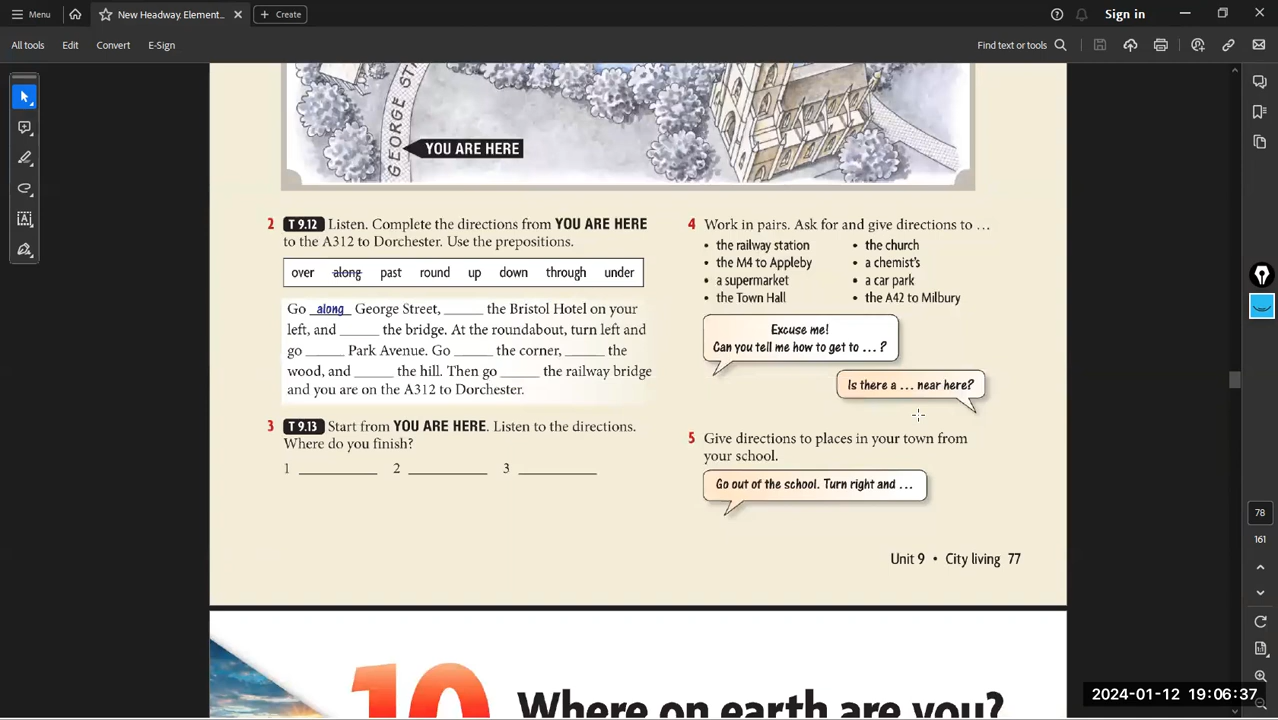 Menu
New Headway. Element...
Create
Sign in
All tools
Edit
Convert
E-Sign
Find text or tools
GEORGE ST
YOU ARE HERE
2 T 9.12 Listen. Complete the directions from YOU ARE HERE
to the A312 to Dorchester. Use the prepositions.
over along past round up down through under
Go along George Street, ______ the Bristol Hotel on your
left, and ______ the bridge. At the roundabout, turn left and
go ______ Park Avenue. Go ______ the corner, ______ the
wood, and ______ the hill. Then go ______ the railway bridge
and you are on the A312 to Dorchester.
3 T 9.13 Start from YOU ARE HERE. Listen to the directions.
Where do you finish?
1 ____________ 2 ____________ 3 ____________
4 Work in pairs. Ask for and give directions to …
• the railway station
• the M4 to Appleby
• a supermarket
• the Town Hall
• the church
• a chemist's
• a car park
• the A42 to Milbury
Excuse me!
Can you tell me how to get to … ?
Is there a … near here?
5 Give directions to places in your town from
your school.
Go out of the school. Turn right and …
Unit 9 • City living 77
10 Where on earth are you?
78
161
2024-01-12 19:06:37